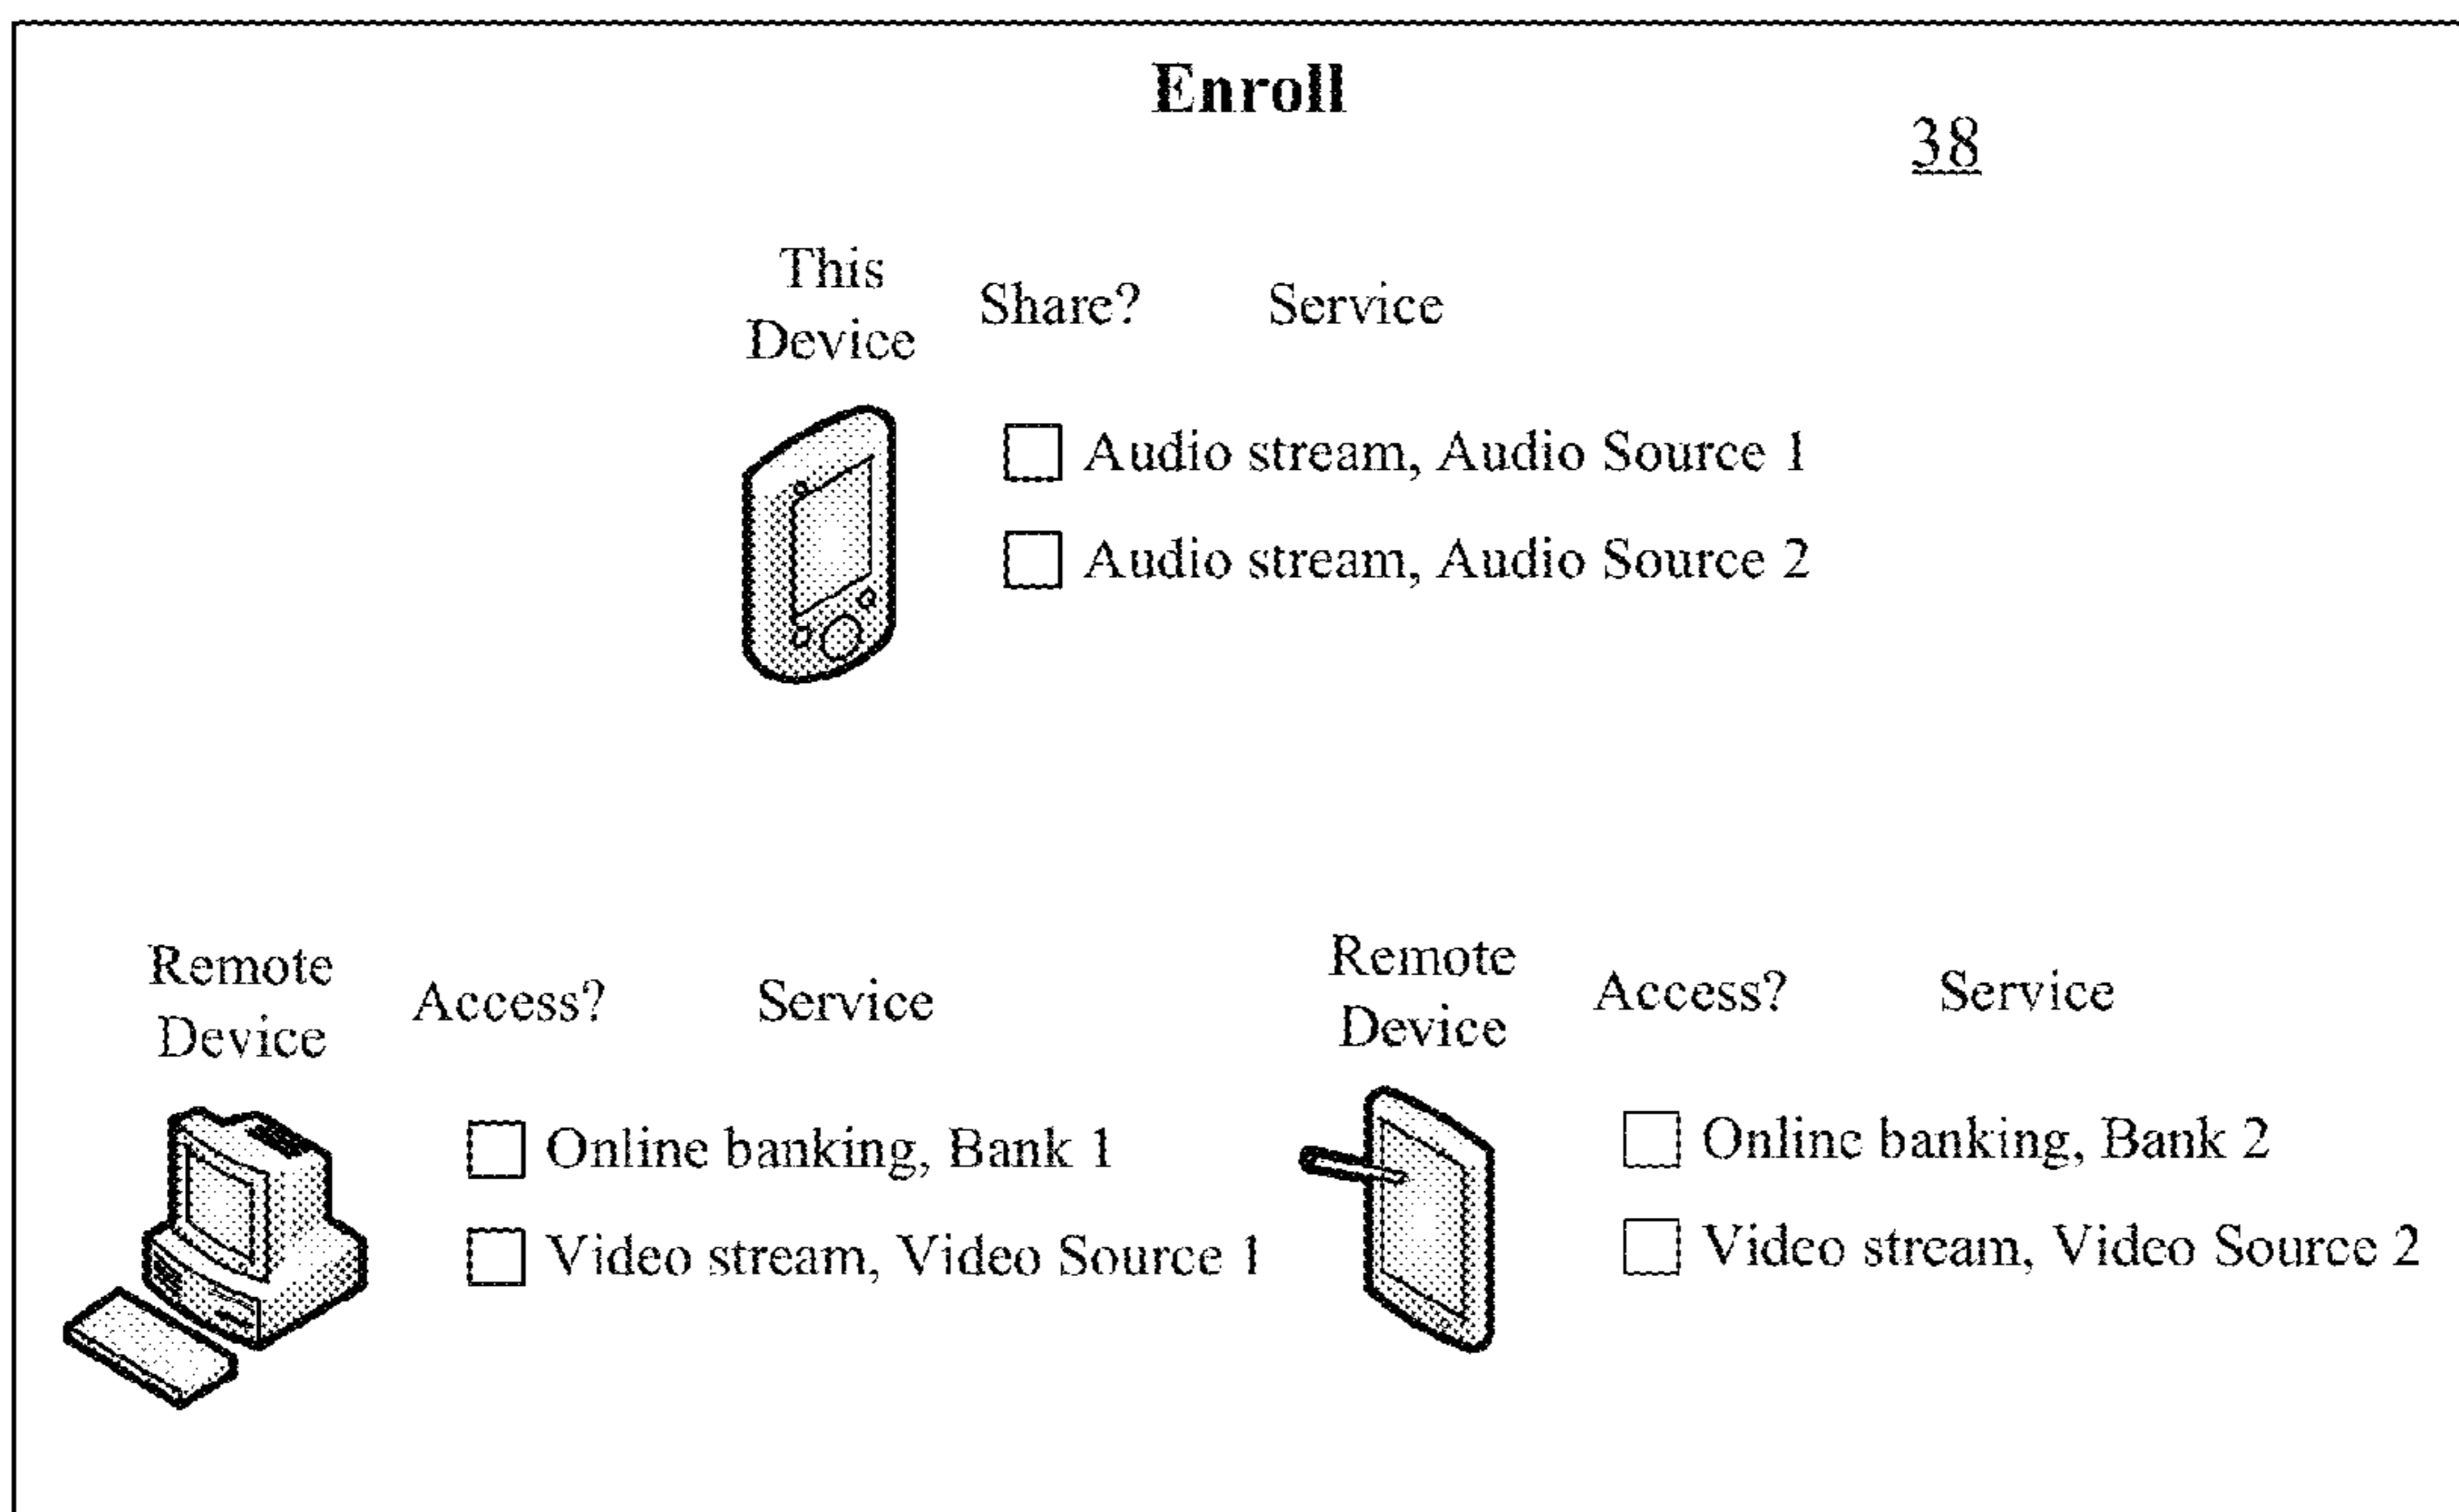 Enroll
38
This
Device
Share?
Service
Audio stream, Audio Source 1
Audio stream, Audio Source 2
Remote
Device
Access?
Service
Online banking, Bank 1
Video stream, Video Source 1
Remote
Device
Access?
Service
Online banking, Bank 2
Video stream, Video Source 2